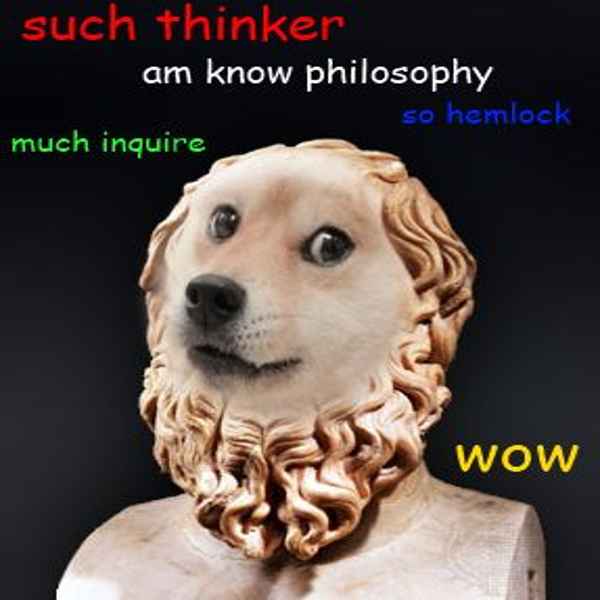 such thinker
am know philosophy
so hemlock
much inquire
wow